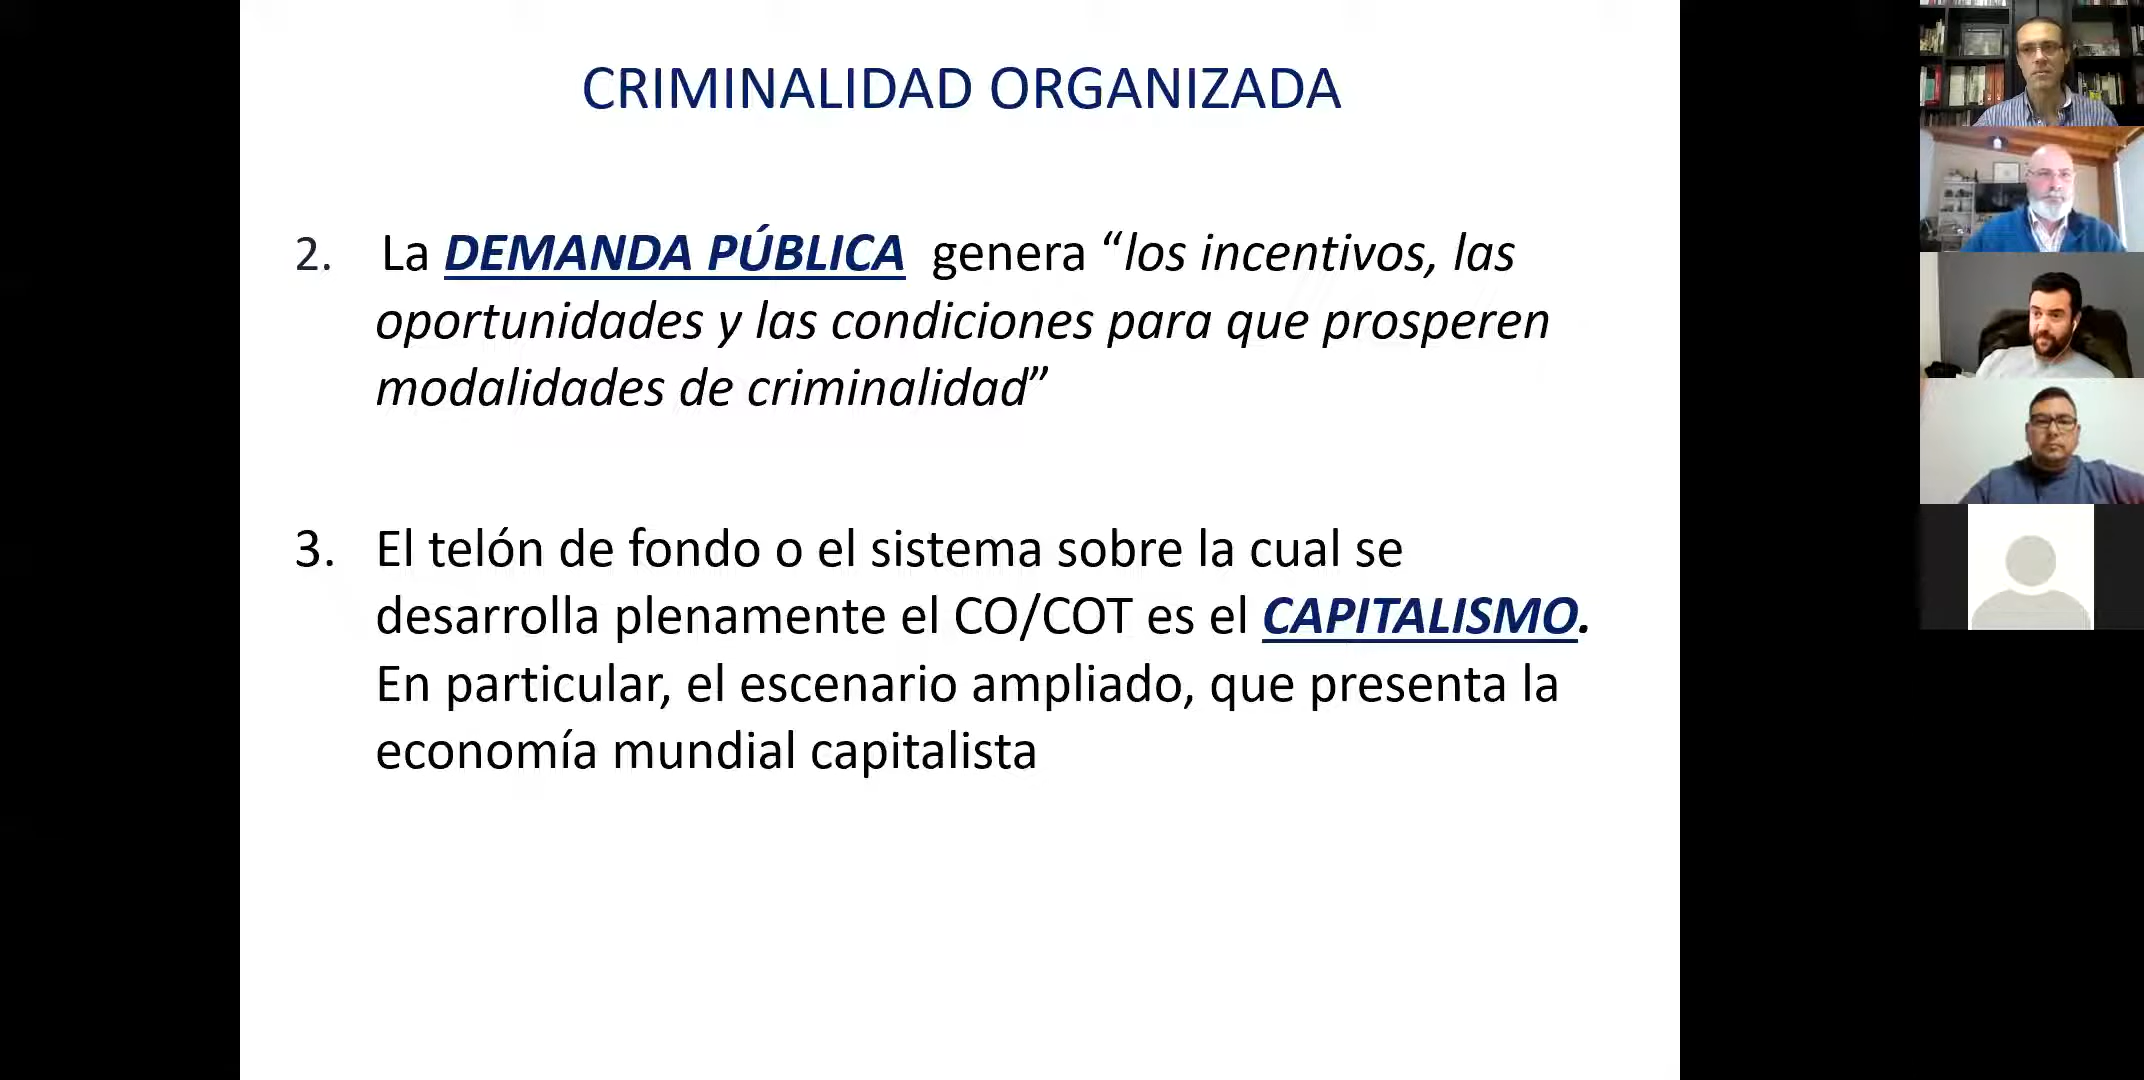 CRIMINALIDAD ORGANIZADA
2. La DEMANDA PÚBLICA genera “los incentivos, las
oportunidades y las condiciones para que prosperen
modalidades de criminalidad”
3. El telón de fondo o el sistema sobre la cual se
desarrolla plenamente el CO/COT es el CAPITALISMO.
En particular, el escenario ampliado, que presenta la
economía mundial capitalista